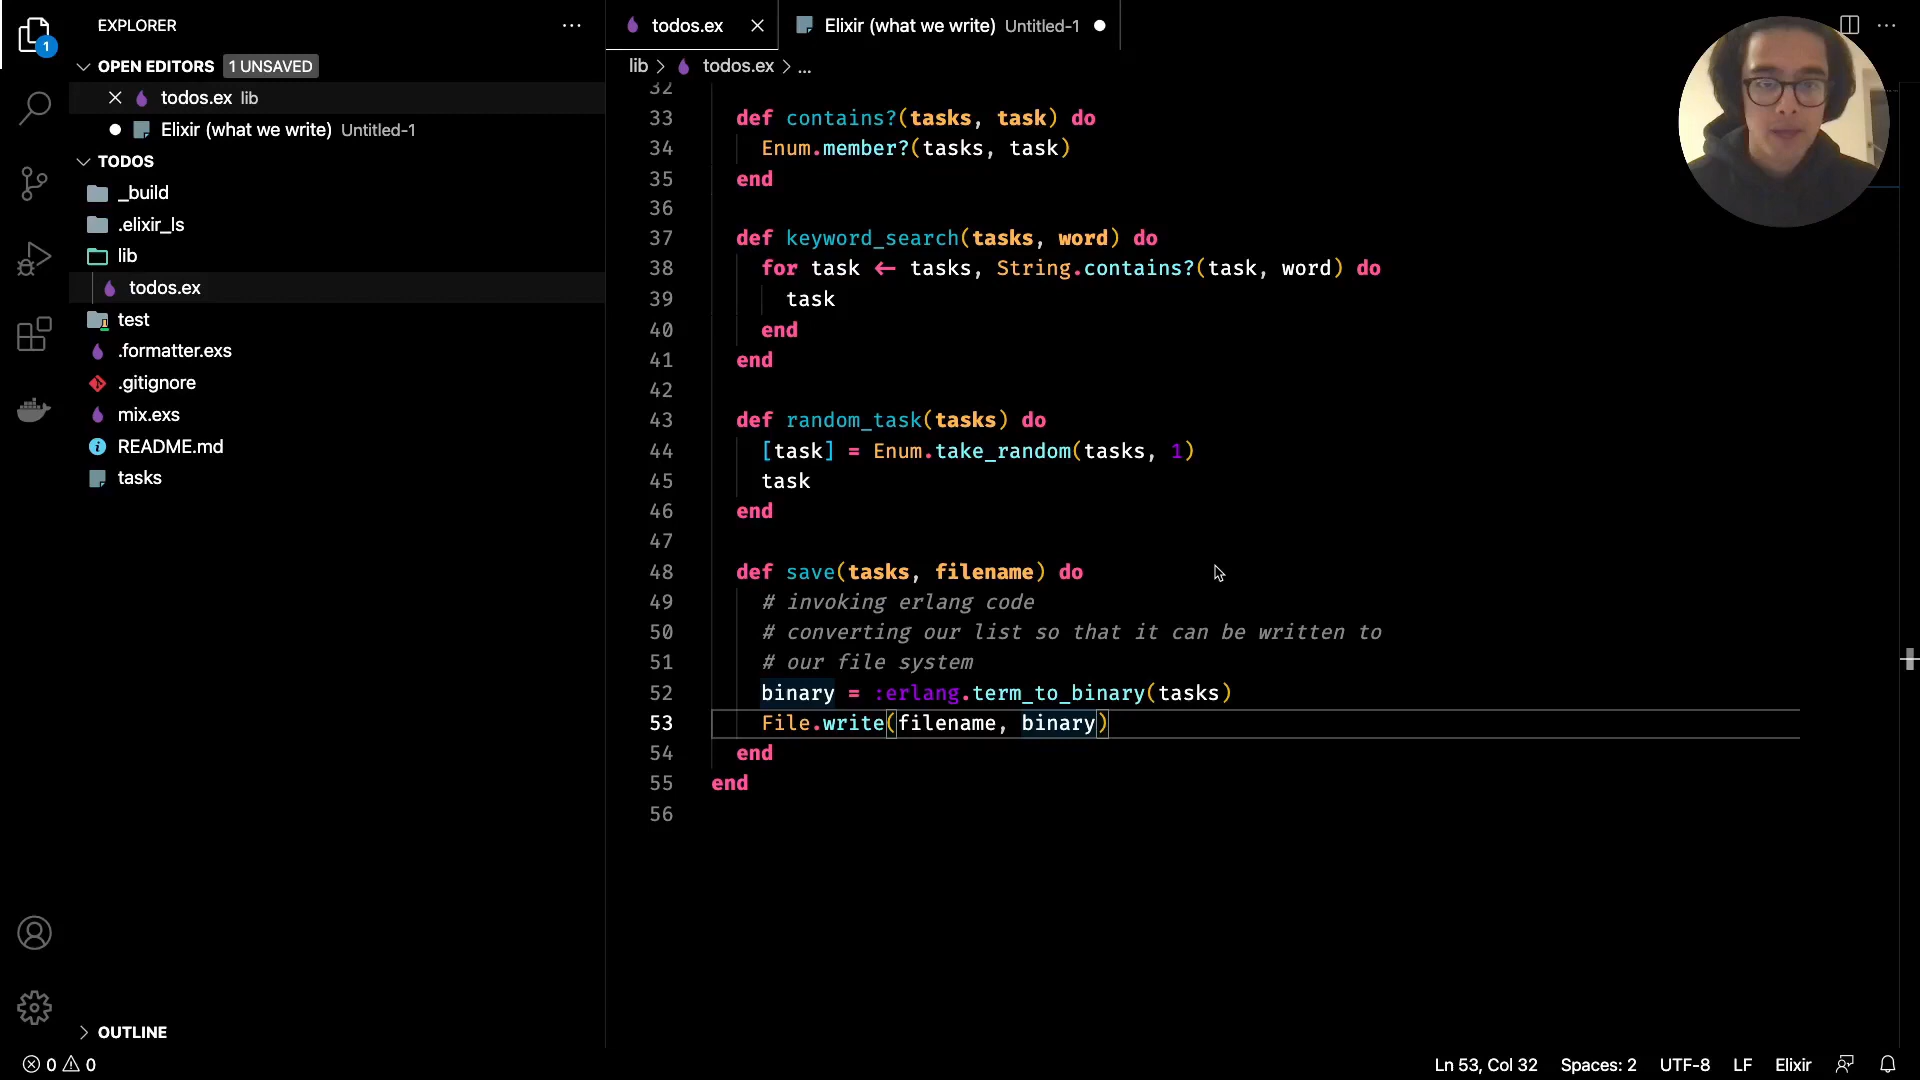 EXPLORER
OPEN EDITORS 1 UNSAVED
todos.ex lib
Elixir (what we write) Untitled-1
TODOS
_build
.elixir_ls
lib
todos.ex
test
.formatter.exs
.gitignore
mix.exs
README.md
tasks
OUTLINE
1
todos.ex
Elixir (what we write) Untitled-1
lib > todos.ex > ...
32
33 def contains?(tasks, task) do
34 Enum.member?(tasks, task)
35 end
36
37 def keyword_search(tasks, word) do
38 for task <- tasks, String.contains?(task, word) do
39 task
40 end
41 end
42
43 def random_task(tasks) do
44 [task] = Enum.take_random(tasks, 1)
45 task
46 end
47
48 def save(tasks, filename) do
49 # invoking erlang code
50 # converting our list so that it can be written to
51 # our file system
52 binary = :erlang.term_to_binary(tasks)
53 File.write(filename, binary)
54 end
55 end
56
0 0
Ln 53, Col 32 Spaces: 2 UTF-8 LF Elixir